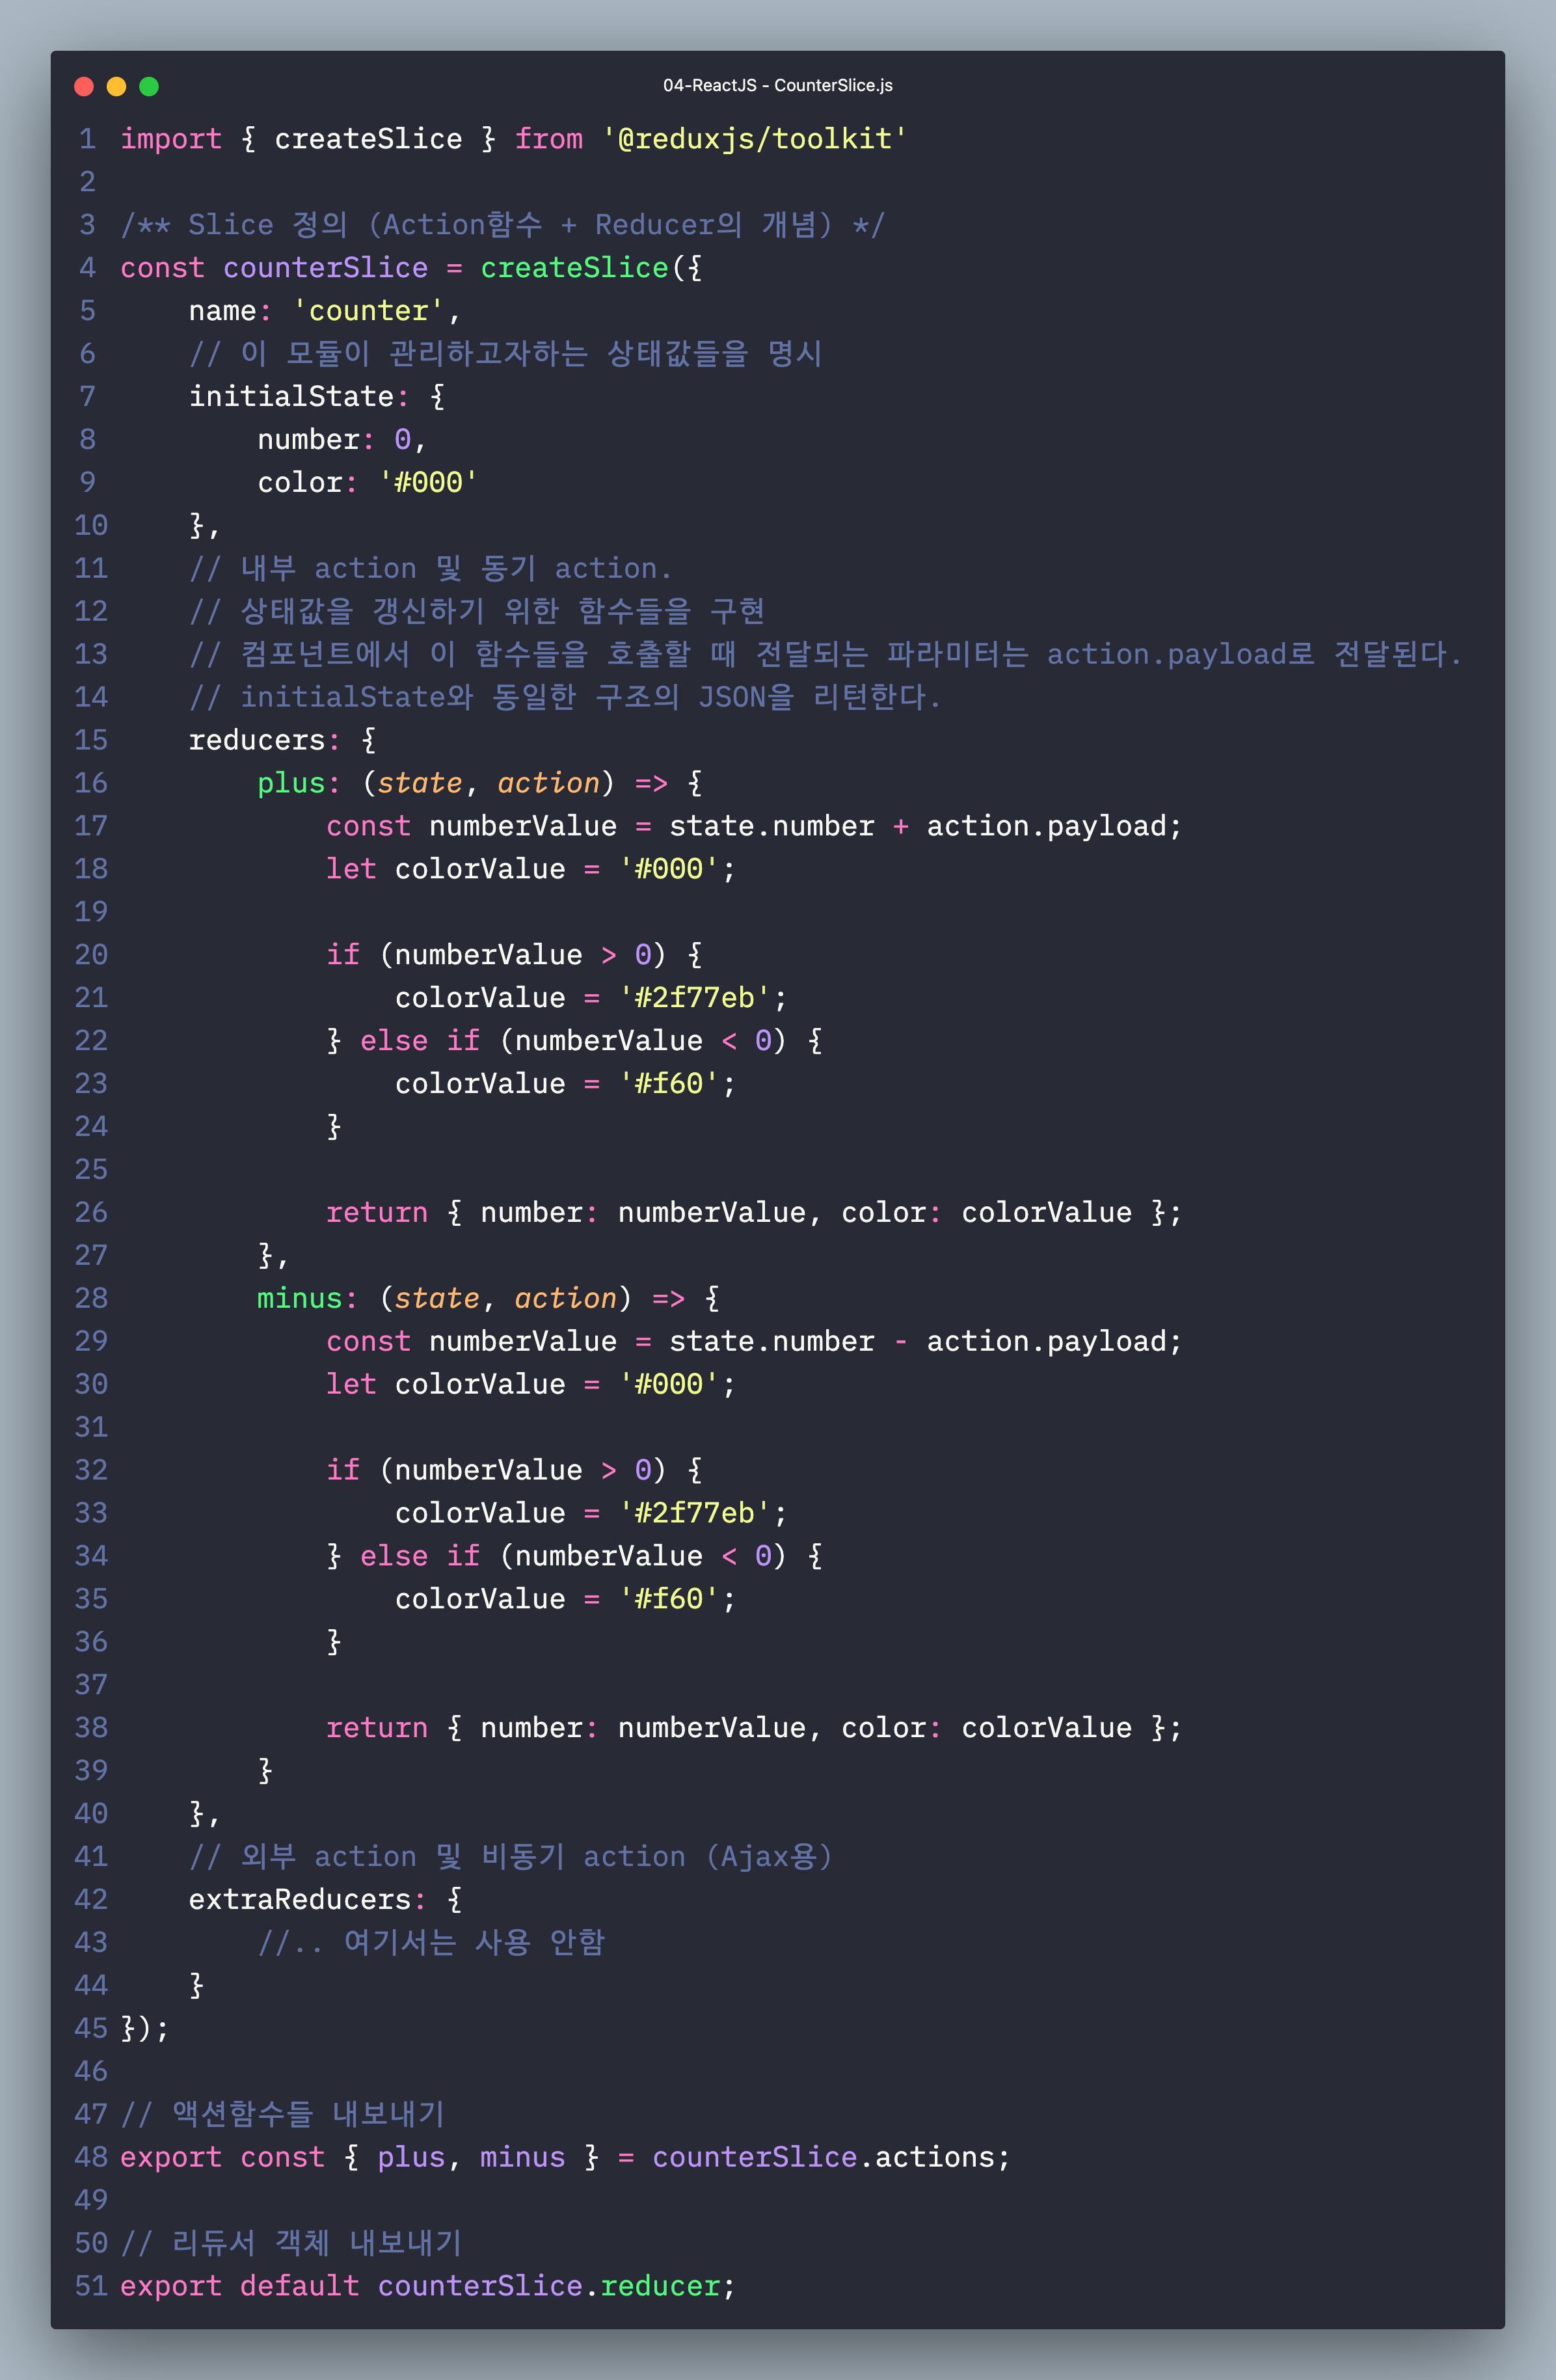 04-ReactJS - CounterSlice.js
1 import { createSlice } from '@reduxjs/toolkit'
2
3 /** Slice 정의 (Action함수 + Reducer의 개념) */
4 const counterSlice = createSlice({
5     name: 'counter',
6     // 이 모듈이 관리하고자하는 상태값들을 명시
7     initialState: {
8         number: 0,
9         color: '#000'
10     },
11     // 내부 action 및 동기 action.
12     // 상태값을 갱신하기 위한 함수들을 구현
13     // 컴포넌트에서 이 함수들을 호출할 때 전달되는 파라미터는 action.payload로 전달된다.
14     // initialState와 동일한 구조의 JSON을 리턴한다.
15     reducers: {
16         plus: (state, action) => {
17             const numberValue = state.number + action.payload;
18             let colorValue = '#000';
19
20             if (numberValue > 0) {
21                 colorValue = '#2f77eb';
22             } else if (numberValue < 0) {
23                 colorValue = '#f60';
24             }
25
26             return { number: numberValue, color: colorValue };
27         },
28         minus: (state, action) => {
29             const numberValue = state.number - action.payload;
30             let colorValue = '#000';
31
32             if (numberValue > 0) {
33                 colorValue = '#2f77eb';
34             } else if (numberValue < 0) {
35                 colorValue = '#f60';
36             }
37
38             return { number: numberValue, color: colorValue };
39         }
40     },
41     // 외부 action 및 비동기 action (Ajax용)
42     extraReducers: {
43         //.. 여기서는 사용 안함
44     }
45 });
46
47 // 액션함수들 내보내기
48 export const { plus, minus } = counterSlice.actions;
49
50 // 리듀서 객체 내보내기
51 export default counterSlice.reducer;